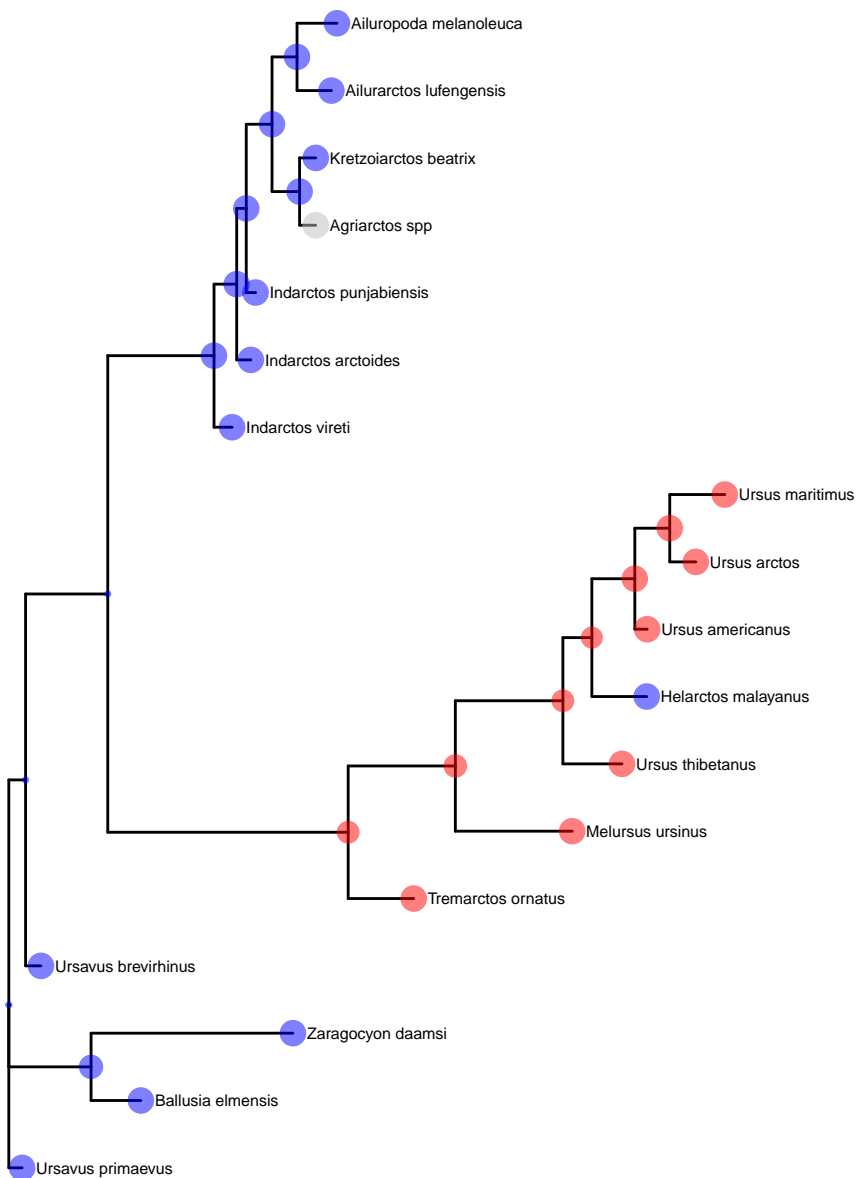 Ailuropoda melanoleuca
Ailurarctos lufengensis
Kretzoiarctos beatrix
Agriarctos spp
Indarctos punjabiensis
Indarctos arctoides
Indarctos vireti
Ursus maritimus
Ursus arctos
Ursus americanus
Helarctos malayanus
Ursus thibetanus
Melursus ursinus
Tremarctos ornatus
Ursavus brevirhinus
Zaragocyon daamsi
Ballusia elmensis
Ursavus primaevus